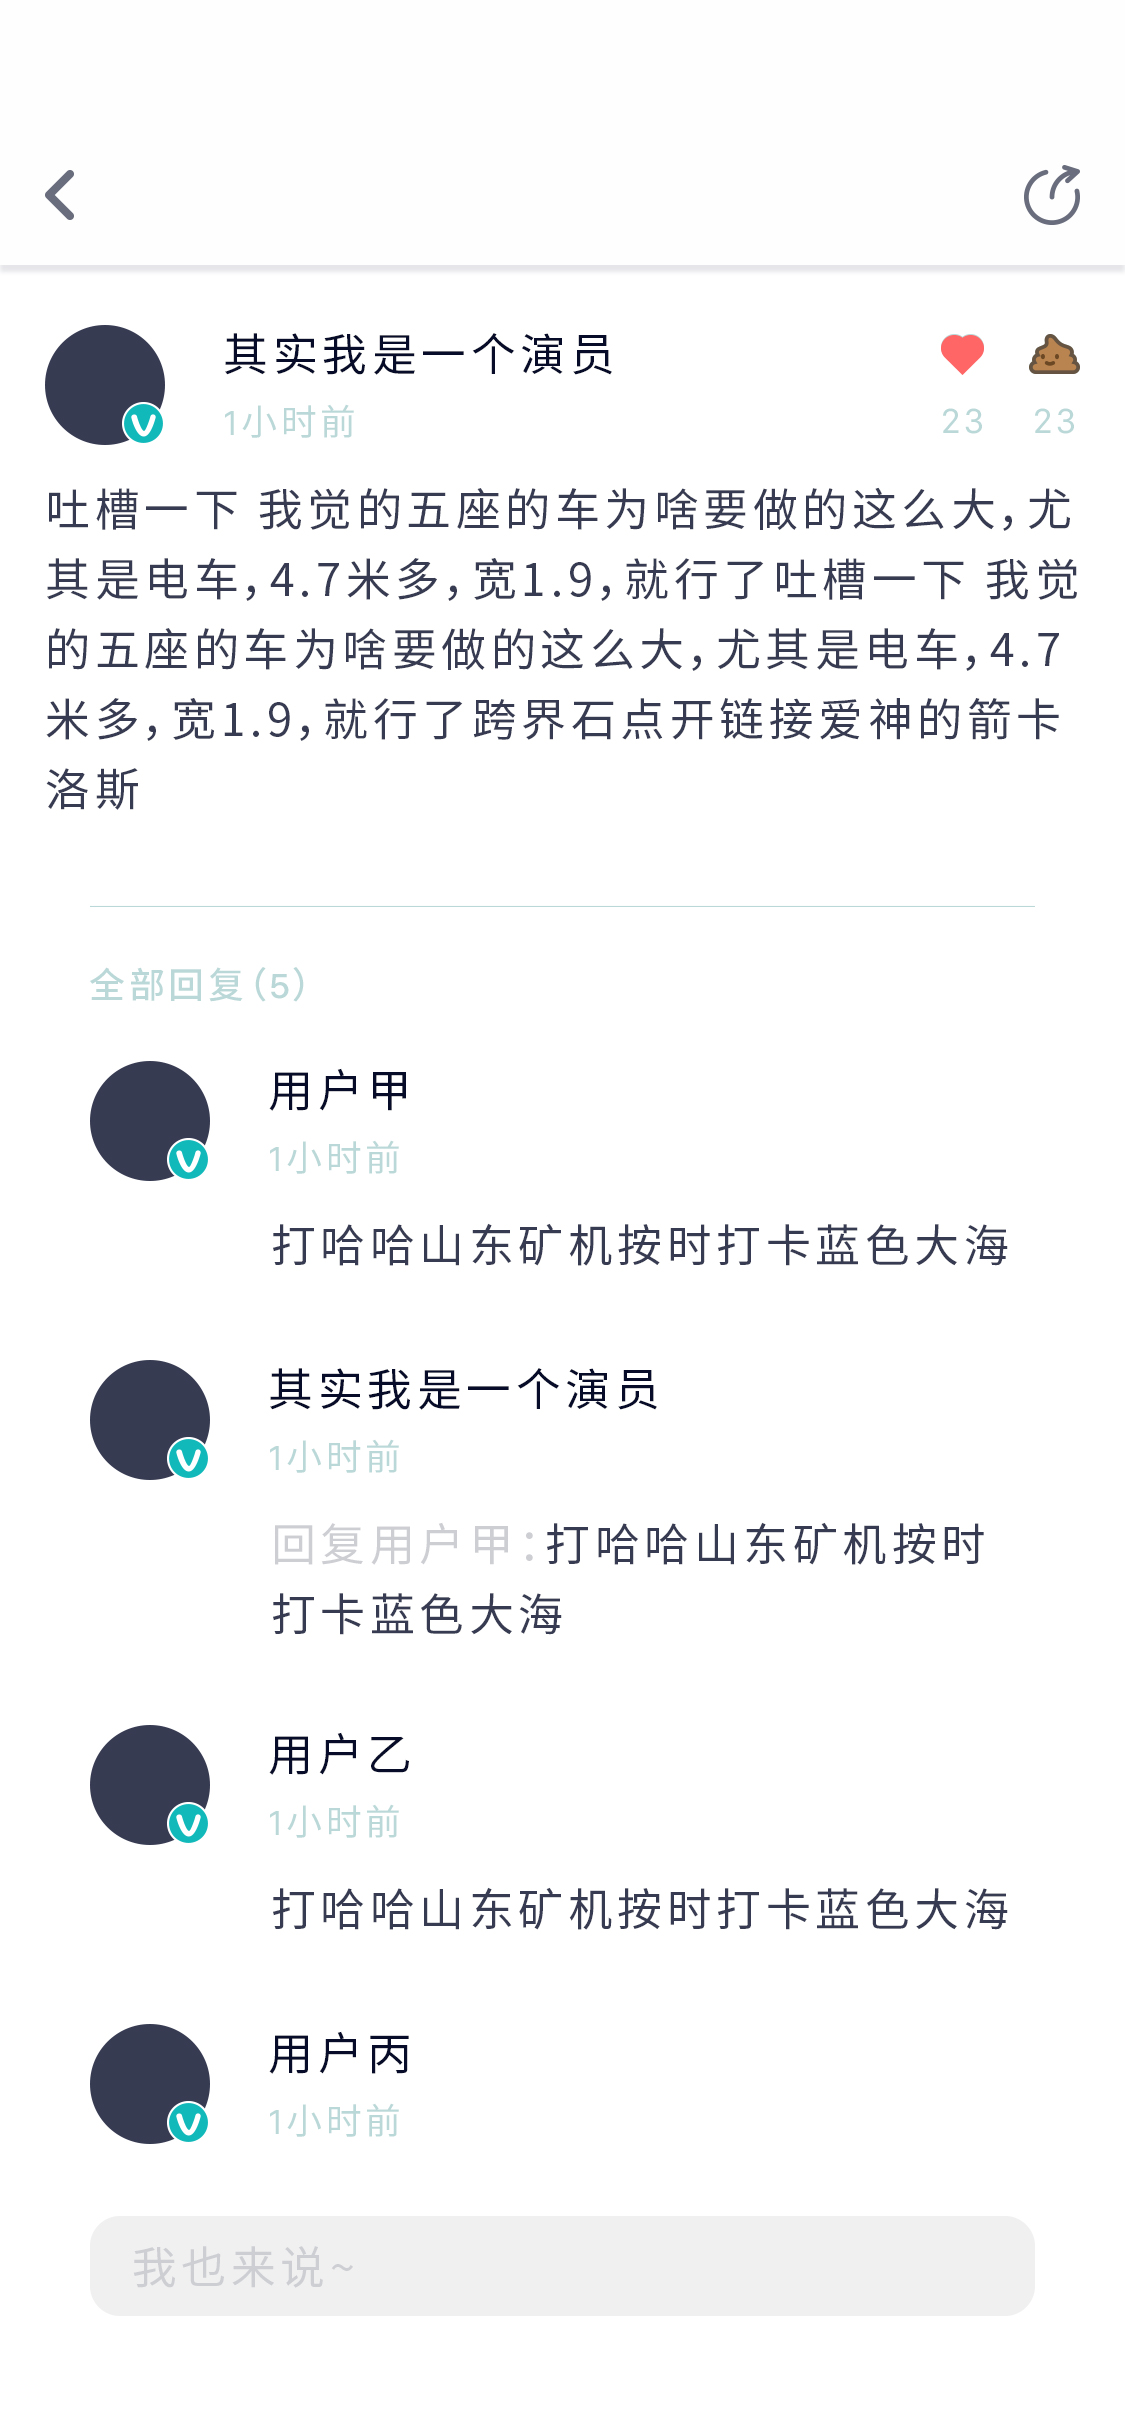 其实我是一个演员
1小时前
23
23
吐槽一下 我觉的五座的车为啥要做的这么大，尤
其是电车，4.7米多，宽1.9，就行了吐槽一下 我觉
的五座的车为啥要做的这么大，尤其是电车，4.7
米多，宽1.9，就行了跨界石点开链接爱神的箭卡
洛斯
全部回复（5）
用户甲
1小时前
打哈哈山东矿机按时打卡蓝色大海
其实我是一个演员
1小时前
回复用户甲：打哈哈山东矿机按时
打卡蓝色大海
用户乙
1小时前
打哈哈山东矿机按时打卡蓝色大海
用户丙
1小时前
我也来说~